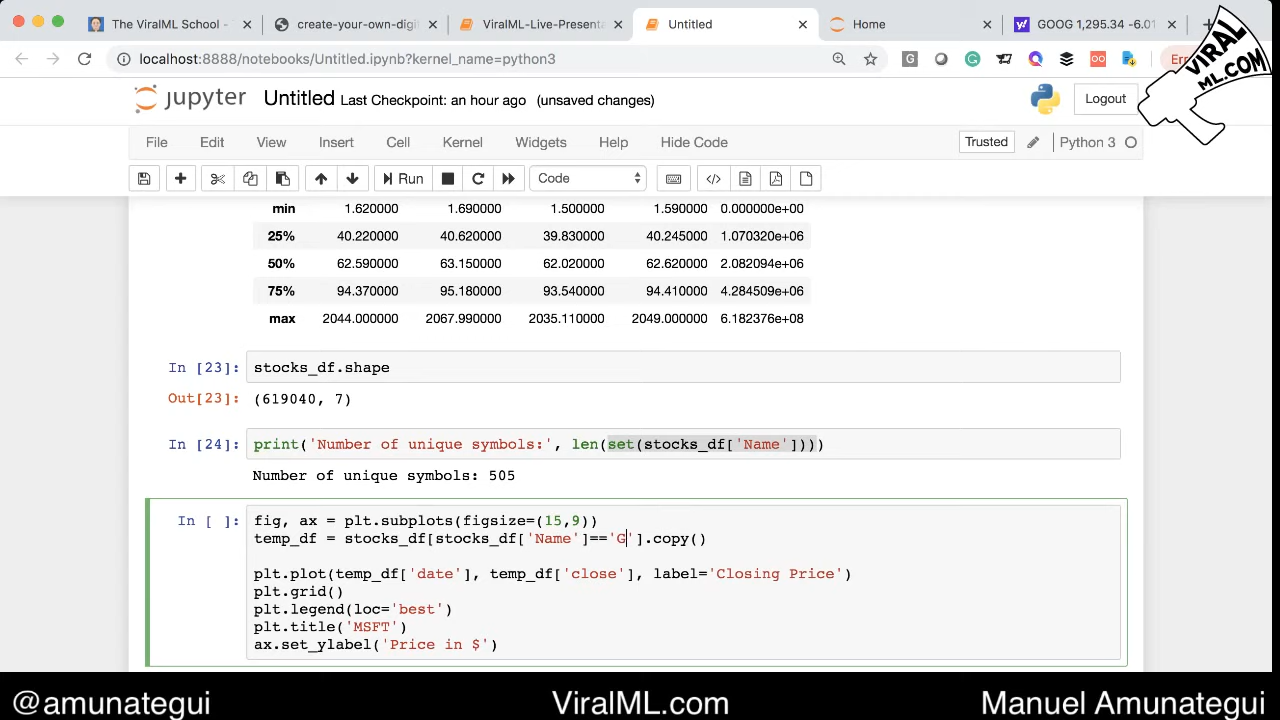 The ViralML School -
create-your-own-digi
ViralML-Live-Presenta
Untitled
Home
GOOG 1,295.34 -6.01
localhost:8888/notebooks/Untitled.ipynb?kernel_name=python3
Err
VIRAL
ML.COM
jupyter Untitled Last Checkpoint: an hour ago (unsaved changes)
Logout
File Edit View Insert Cell Kernel Widgets Help Hide Code
Trusted
Python 3
Run
Code
min 1.620000 1.690000 1.500000 1.590000 0.000000e+00
25% 40.220000 40.620000 39.830000 40.245000 1.070320e+06
50% 62.590000 63.150000 62.020000 62.620000 2.082094e+06
75% 94.370000 95.180000 93.540000 94.410000 4.284509e+06
max 2044.000000 2067.990000 2035.110000 2049.000000 6.182376e+08
In [23]: stocks_df.shape
Out[23]: (619040, 7)
In [24]: print('Number of unique symbols:', len(set(stocks_df['Name'])))
Number of unique symbols: 505
In [ ]: fig, ax = plt.subplots(figsize=(15,9))
temp_df = stocks_df[stocks_df['Name']=='G'].copy()
plt.plot(temp_df['date'], temp_df['close'], label='Closing Price')
plt.grid()
plt.legend(loc='best')
plt.title('MSFT')
ax.set_ylabel('Price in $')
@amunategui
ViralML.com
Manuel Amunategui